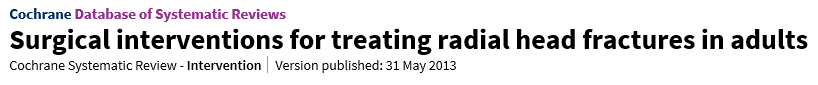 Cochrane Database of Systematic Reviews
Surgical interventions for treating radial head fractures in adults
Cochrane Systematic Review - Intervention | Version published: 31 May 2013